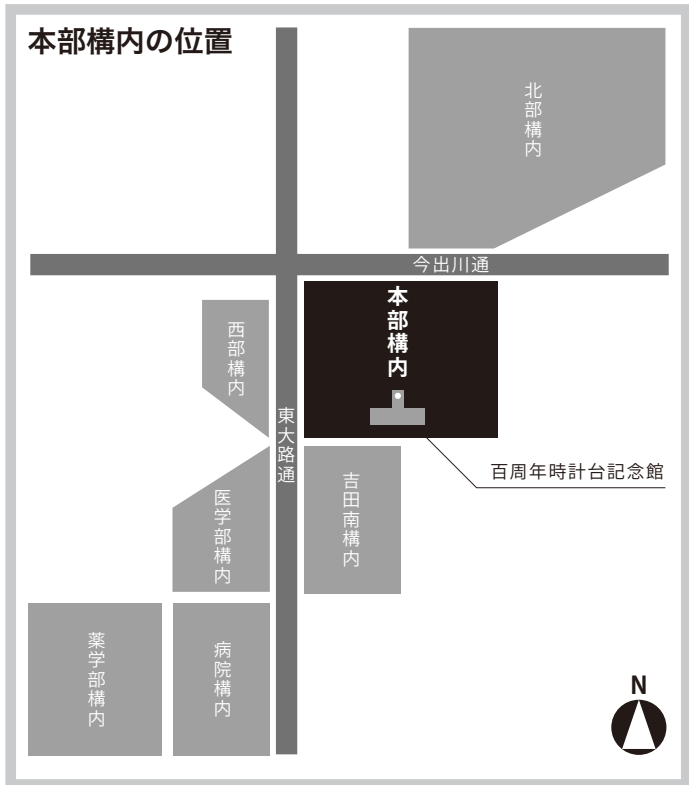 本部構内の位置
北部構内
今出川通
本部構内
西部構内
東大路通
百周年時計台記念館
吉田南構内
医学部構内
薬学部構内
病院構内
N